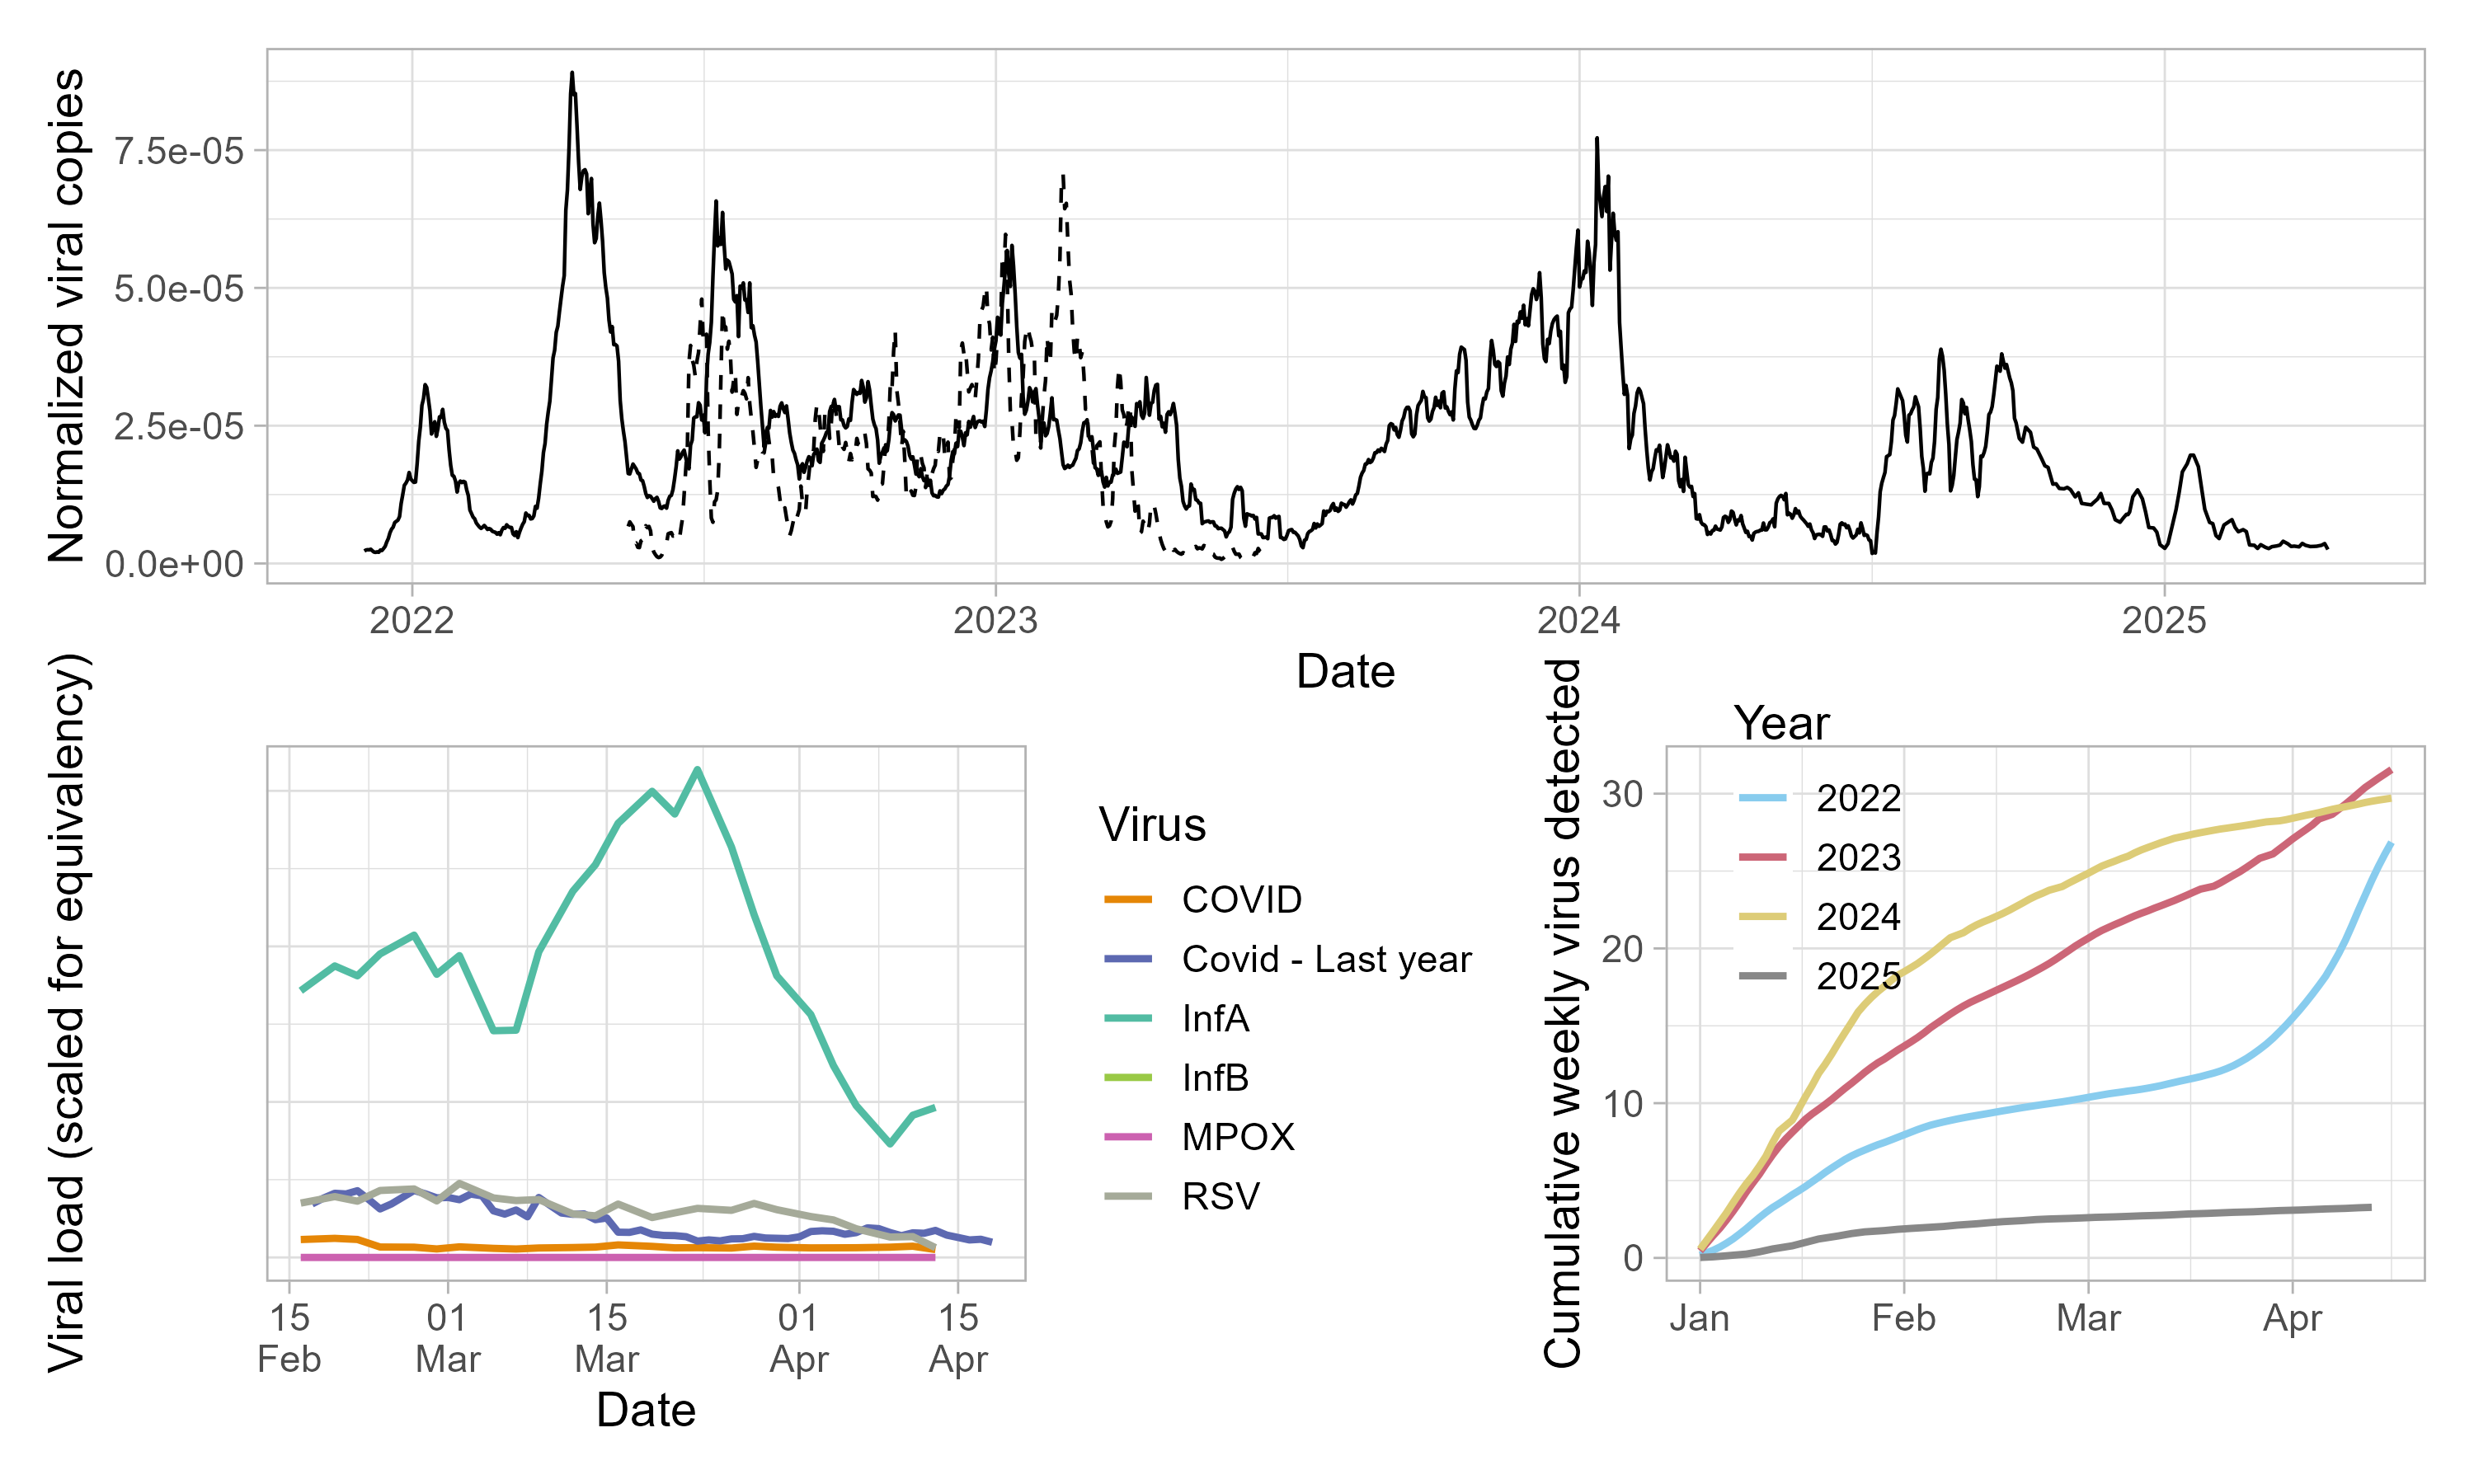 Normalized viral copies
7.5e-05
5.0e-05
2.5e-05
0.0e+00
2022
2023
2024
2025
Date
Viral load (scaled for equivalency)
15
Feb
01
Mar
15
Mar
01
Apr
15
Apr
Date
Virus
COVID
Covid - Last year
InfA
InfB
MPOX
RSV
Cumulative weekly virus detected
30
20
10
0
Year
2022
2023
2024
2025
Jan
Feb
Mar
Apr